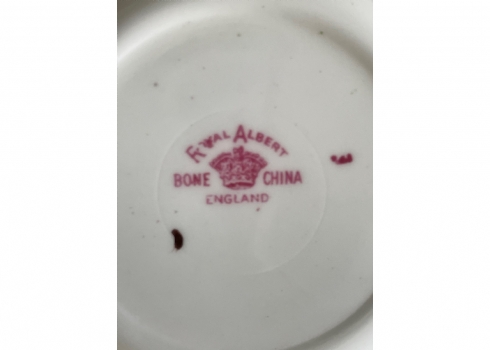 ROYAL ALBERT
BONE CHINA
ENGLAND